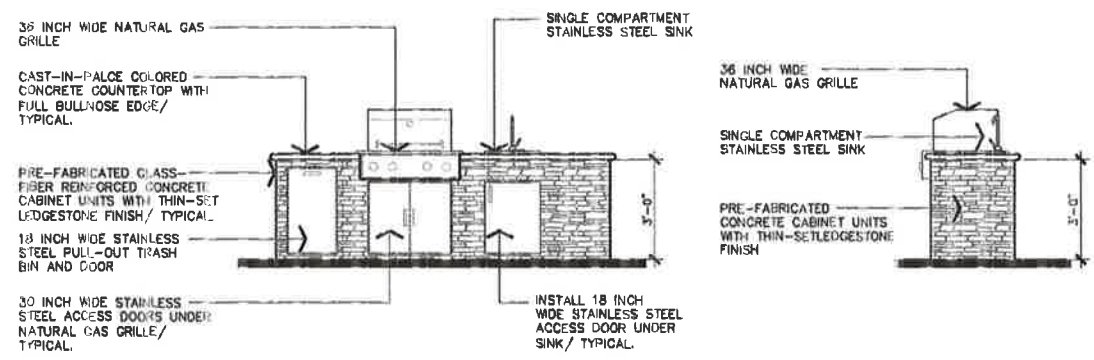 36 INCH WIDE NATURAL GAS
GRILLE
CAST-IN-PALCE COLORED
CONCRETE COUNTERTOP WITH
FULL BULLNOSE EDGE/
TYPICAL.
PRE-FABRICATED GLASS-
FIBER REINFORCED CONCRETE
CABINET UNITS WITH THIN-SET
LEDGESTONE FINISH/ TYPICAL
18 INCH WIDE STAINLESS
STEEL PULL-OUT TRASH
BIN AND DOOR
30 INCH WIDE STAINLESS
STEEL ACCESS DOORS UNDER
NATURAL GAS GRILLE/
TYPICAL.
SINGLE COMPARTMENT
STAINLESS STEEL SINK
3'-0"
INSTALL 18 INCH
WIDE STAINLESS STEEL
ACCESS DOOR UNDER
SINK/ TYPICAL.
36 INCH WIDE
NATURAL GAS GRILLE
SINGLE COMPARTMENT
STAINLESS STEEL SINK
PRE-FABRICATED
CONCRETE CABINET UNITS
WITH THIN-SETLEDGESTONE
FINISH
3'-0"